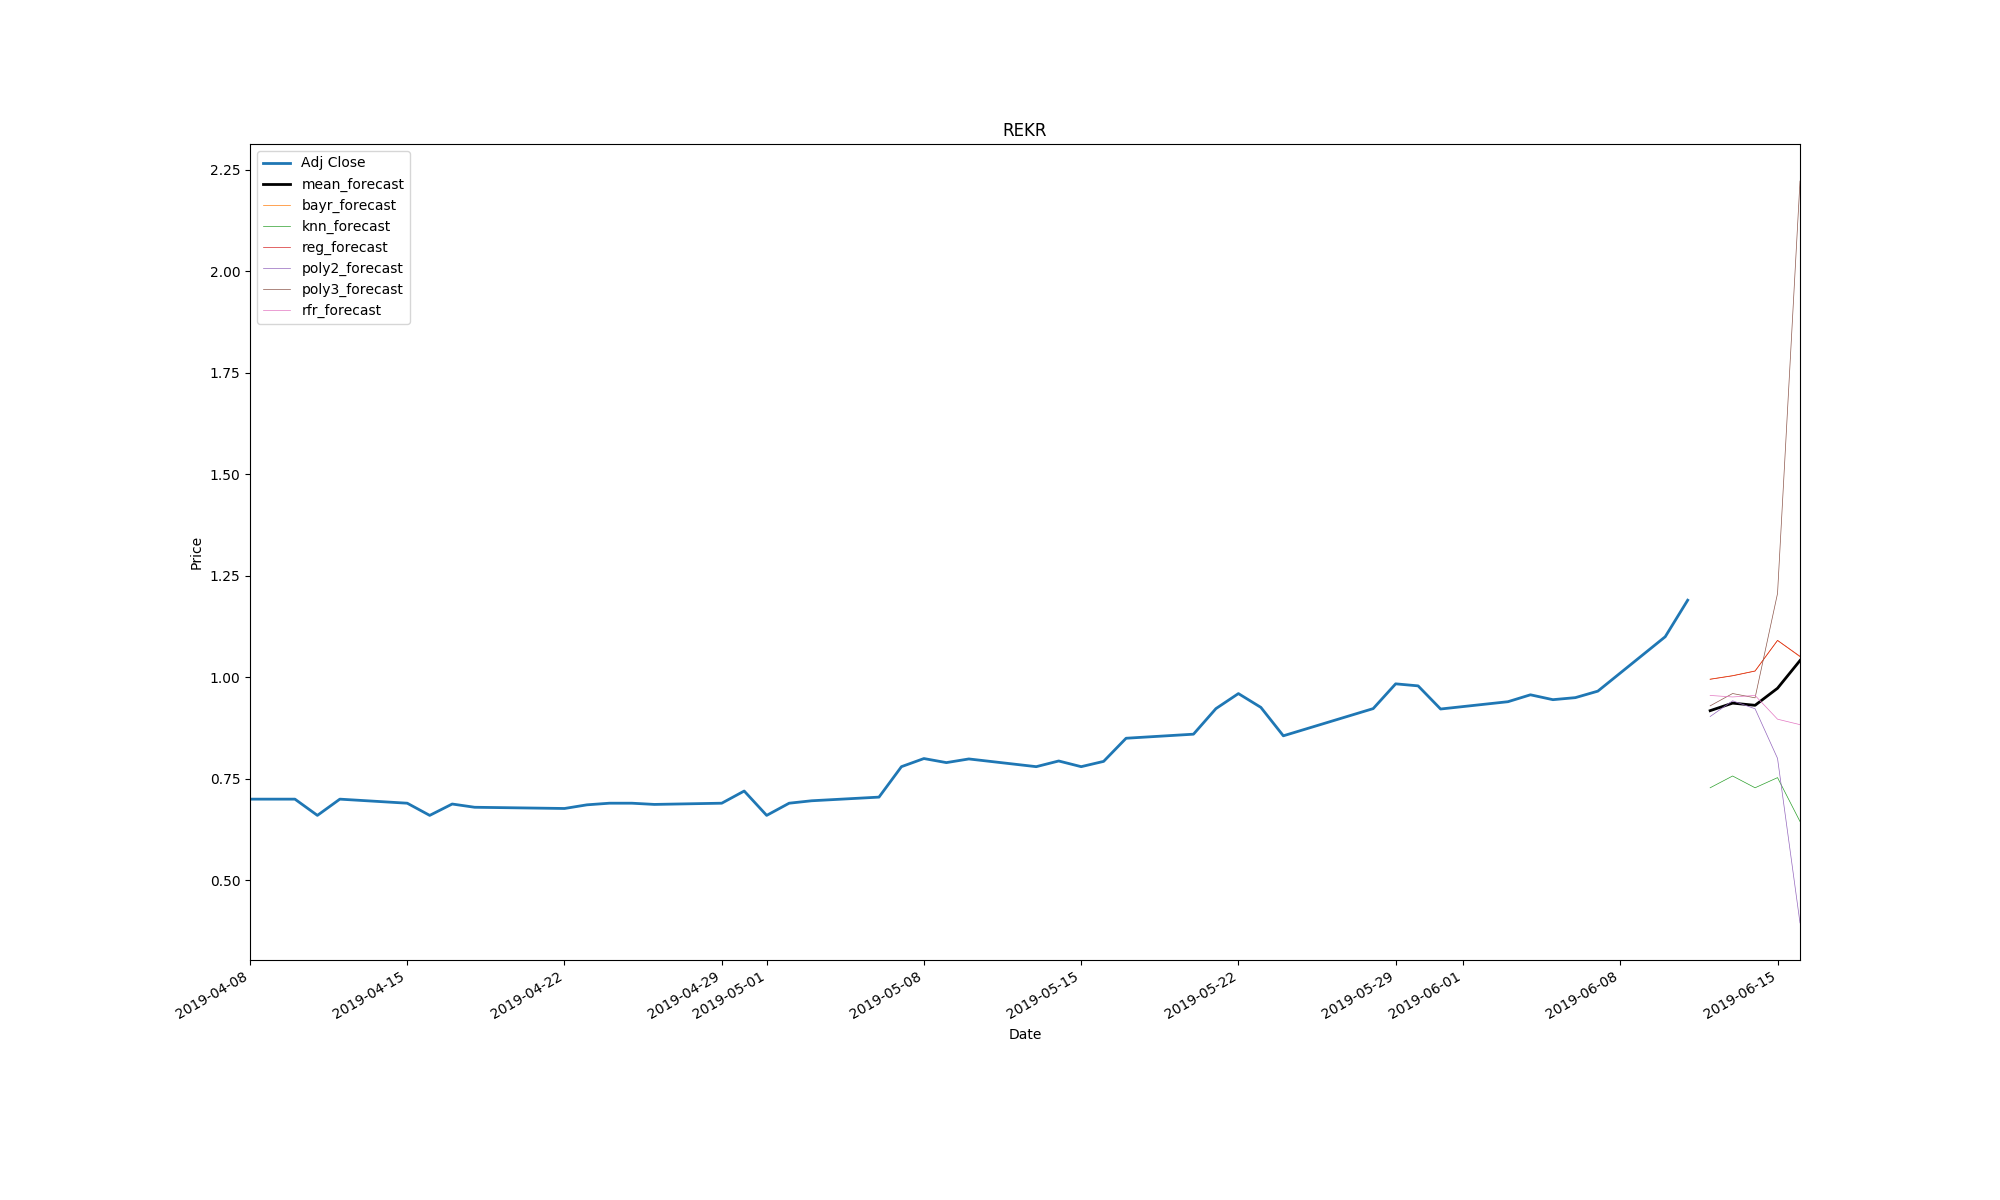 REKR
Adj Close
mean_forecast
bayr_forecast
knn_forecast
reg_forecast
poly2_forecast
poly3_forecast
rfr_forecast
2.25
2.00
1.75
1.50
1.25
1.00
0.75
0.50
Price
2019-04-08
2019-04-15
2019-04-22
2019-04-29
2019-05-01
2019-05-08
2019-05-15
2019-05-22
2019-05-29
2019-06-01
2019-06-08
2019-06-15
Date